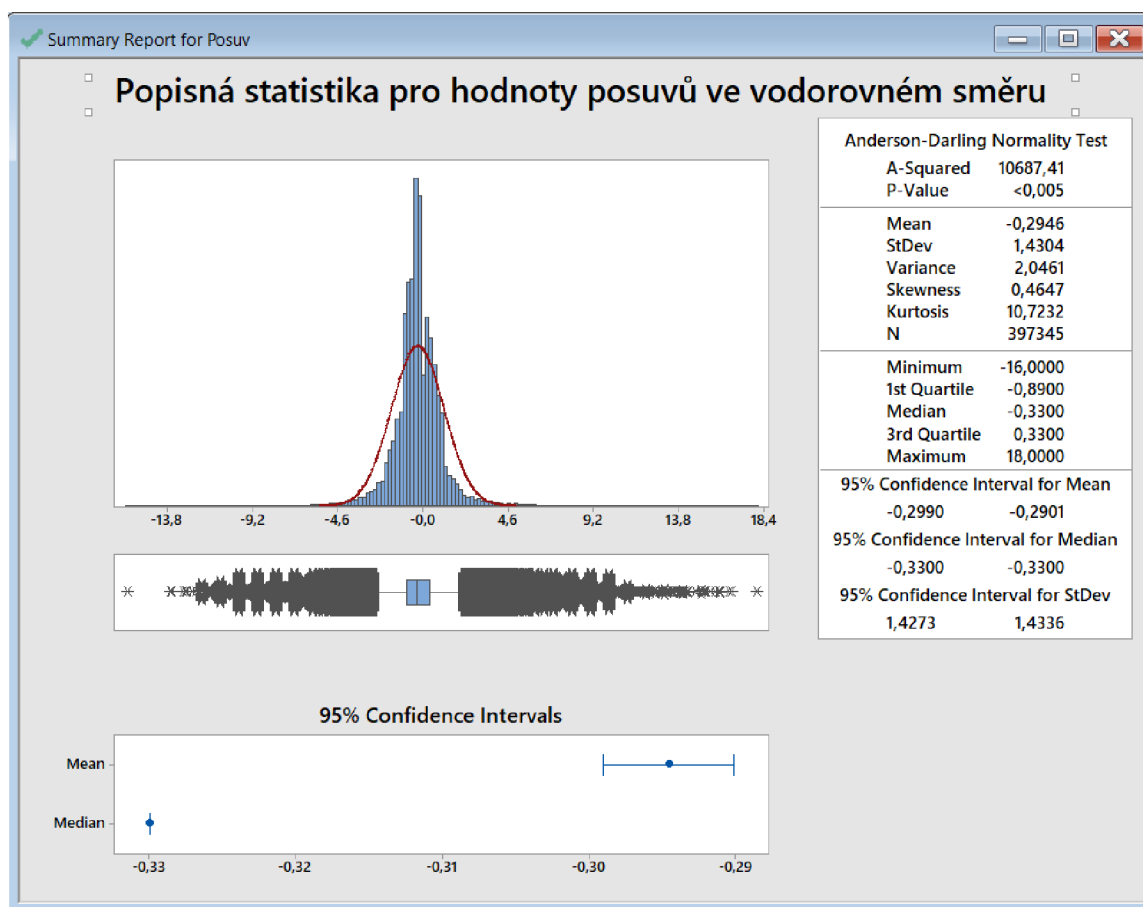 Summary Report for Posuv
Popisná statistika pro hodnoty posuvů ve vodorovném směru
-13,8 -9,2 -4,6 -0,0 4,6 9,2 13,8 18,4
Anderson-Darling Normality Test
A-Squared 10687,41
P-Value <0,005
Mean -0,2946
StDev 1,4304
Variance 2,0461
Skewness 0,4647
Kurtosis 10,7232
N 397345
Minimum -16,0000
1st Quartile -0,8900
Median -0,3300
3rd Quartile 0,3300
Maximum 18,0000
95% Confidence Interval for Mean
-0,2990 -0,2901
95% Confidence Interval for Median
-0,3300 -0,3300
95% Confidence Interval for StDev
1,4273 1,4336
95% Confidence Intervals
Mean
Median
-0,33 -0,32 -0,31 -0,30 -0,29